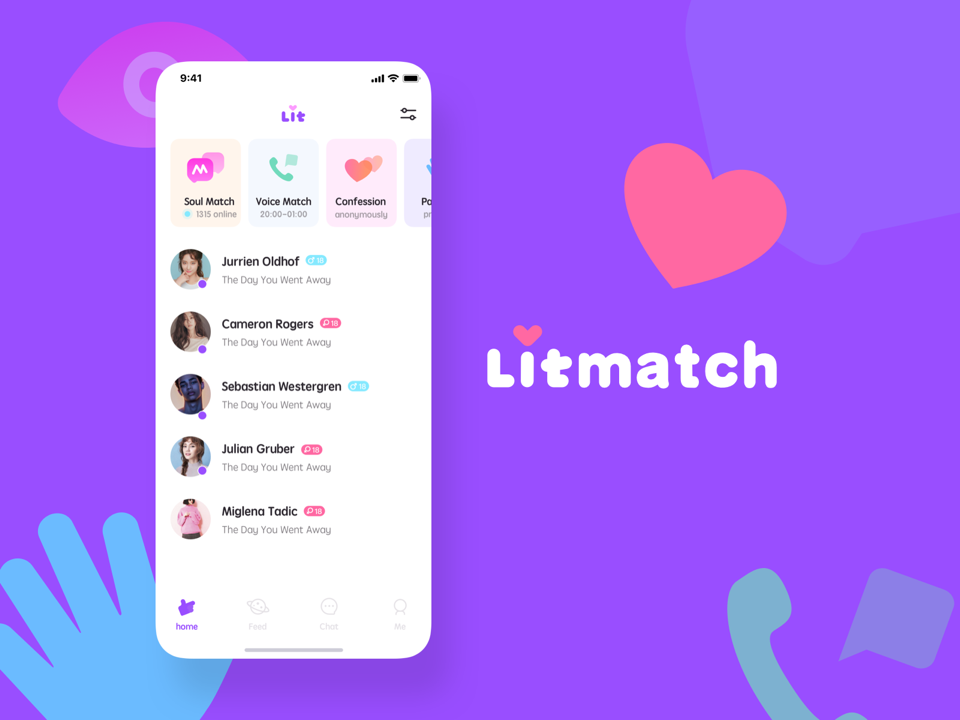 9:41
Lit
Soul Match
1315 online
Voice Match
20:00–01:00
Confession
anonymously
Jurrien Oldhof 18
The Day You Went Away
Cameron Rogers 18
The Day You Went Away
Sebastian Westergren 18
The Day You Went Away
Julian Gruber 18
The Day You Went Away
Miglena Tadic 18
The Day You Went Away
home
Feed
Chat
Me
Litmatch